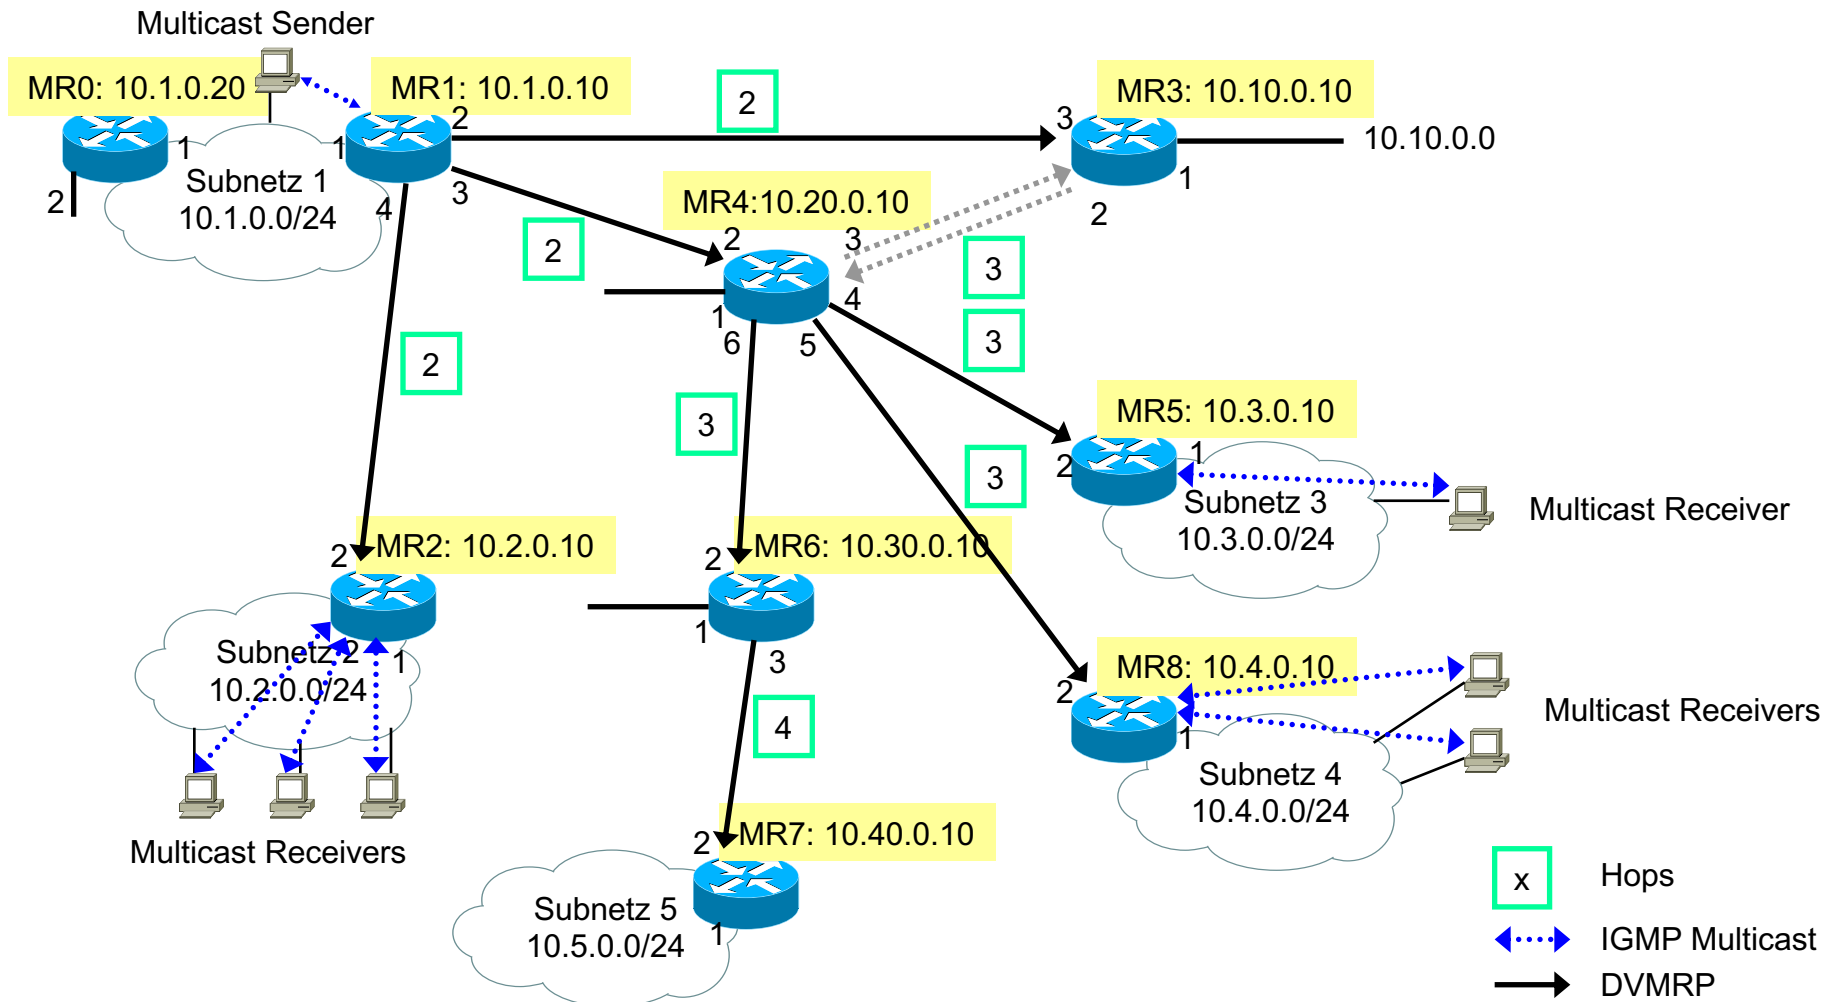 Multicast Sender
MR0: 10.1.0.20
MR1: 10.1.0.10
2
2
MR3: 10.10.0.10
3
10.10.0.0
1
1
1
2
Subnetz 1
10.1.0.0/24
4
3
2
MR4:10.20.0.10
2
3
2
3
1
4
6
5
3
2
3
MR5: 10.3.0.10
1
2
3
Subnetz 3
10.3.0.0/24
Multicast Receiver
2
MR2: 10.2.0.10
2
MR6: 10.30.0.10
1
3
Subnetz 2
10.2.0.0/24
1
MR8: 10.4.0.10
2
1
Multicast Receivers
4
Subnetz 4
10.4.0.0/24
Multicast Receivers
2
MR7: 10.40.0.10
Subnetz 5
10.5.0.0/24
1
x
Hops
IGMP Multicast
DVMRP